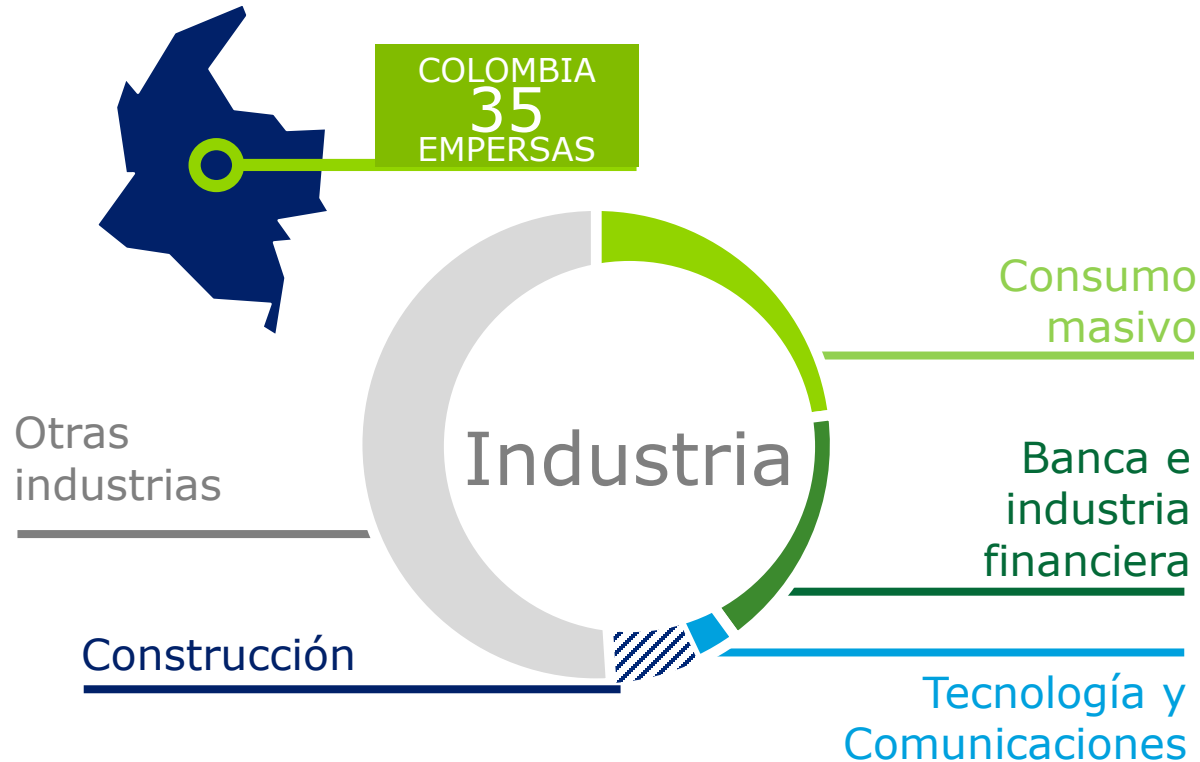 COLOMBIA
35
EMPERSAS
Consumo
masivo
Otras
industrias
Industria
Banca e
industria
financiera
Construcción
Tecnología y
Comunicaciones